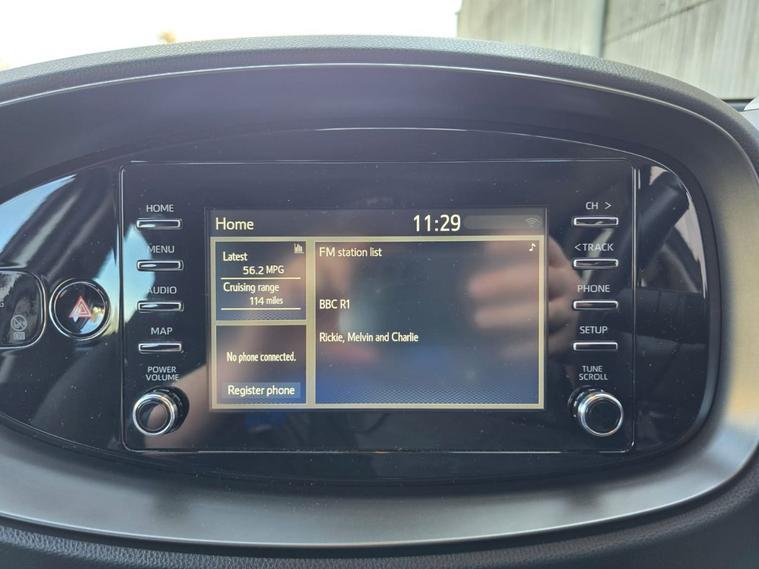 HOME
MENU
AUDIO
MAP
POWER
VOLUME
Home
11:29
Latest
56.2 MPG
Cruising range
114 miles
No phone connected.
Register phone
FM station list
BBC R1
Rickie, Melvin and Charlie
CH >
<TRACK
PHONE
SETUP
TUNE
SCROLL